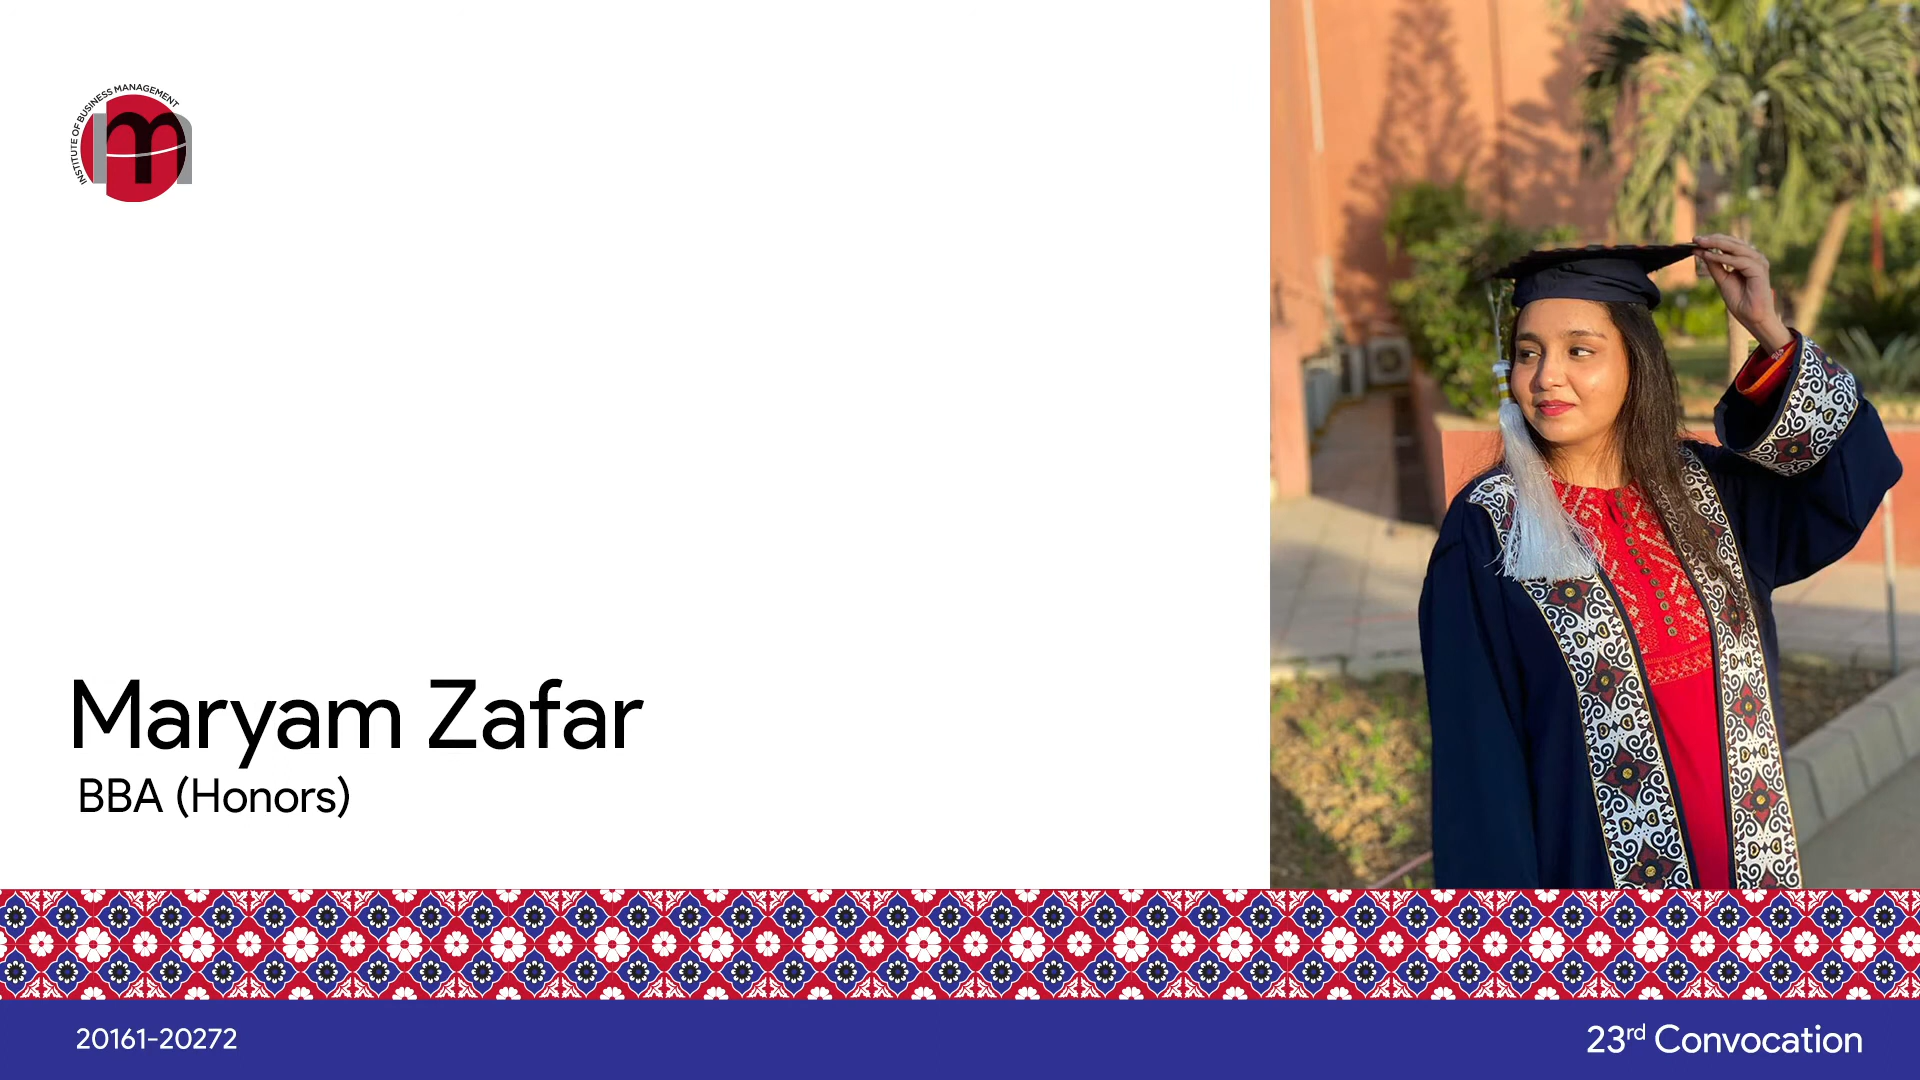 INSTITUTE OF BUSINESS MANAGEMENT
m
Maryam Zafar
BBA (Honors)
20161-20272
23rd Convocation